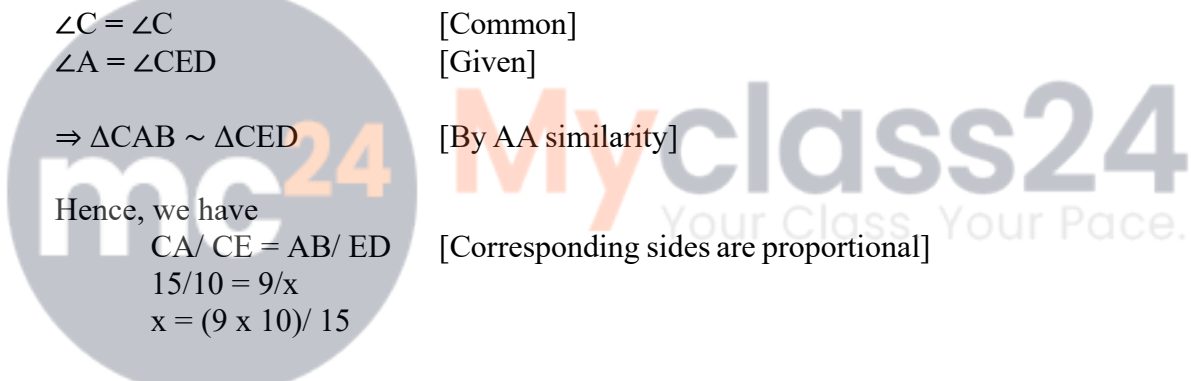 ∠C = ∠C [Common]
∠A = ∠CED [Given]
⇒ ΔCAB ~ ΔCED [By AA similarity]
Hence, we have
CA/ CE = AB/ ED [Corresponding sides are proportional]
15/10 = 9/x
x = (9 x 10)/ 15
mc24
Myclass24
Your Class. Your Pace.